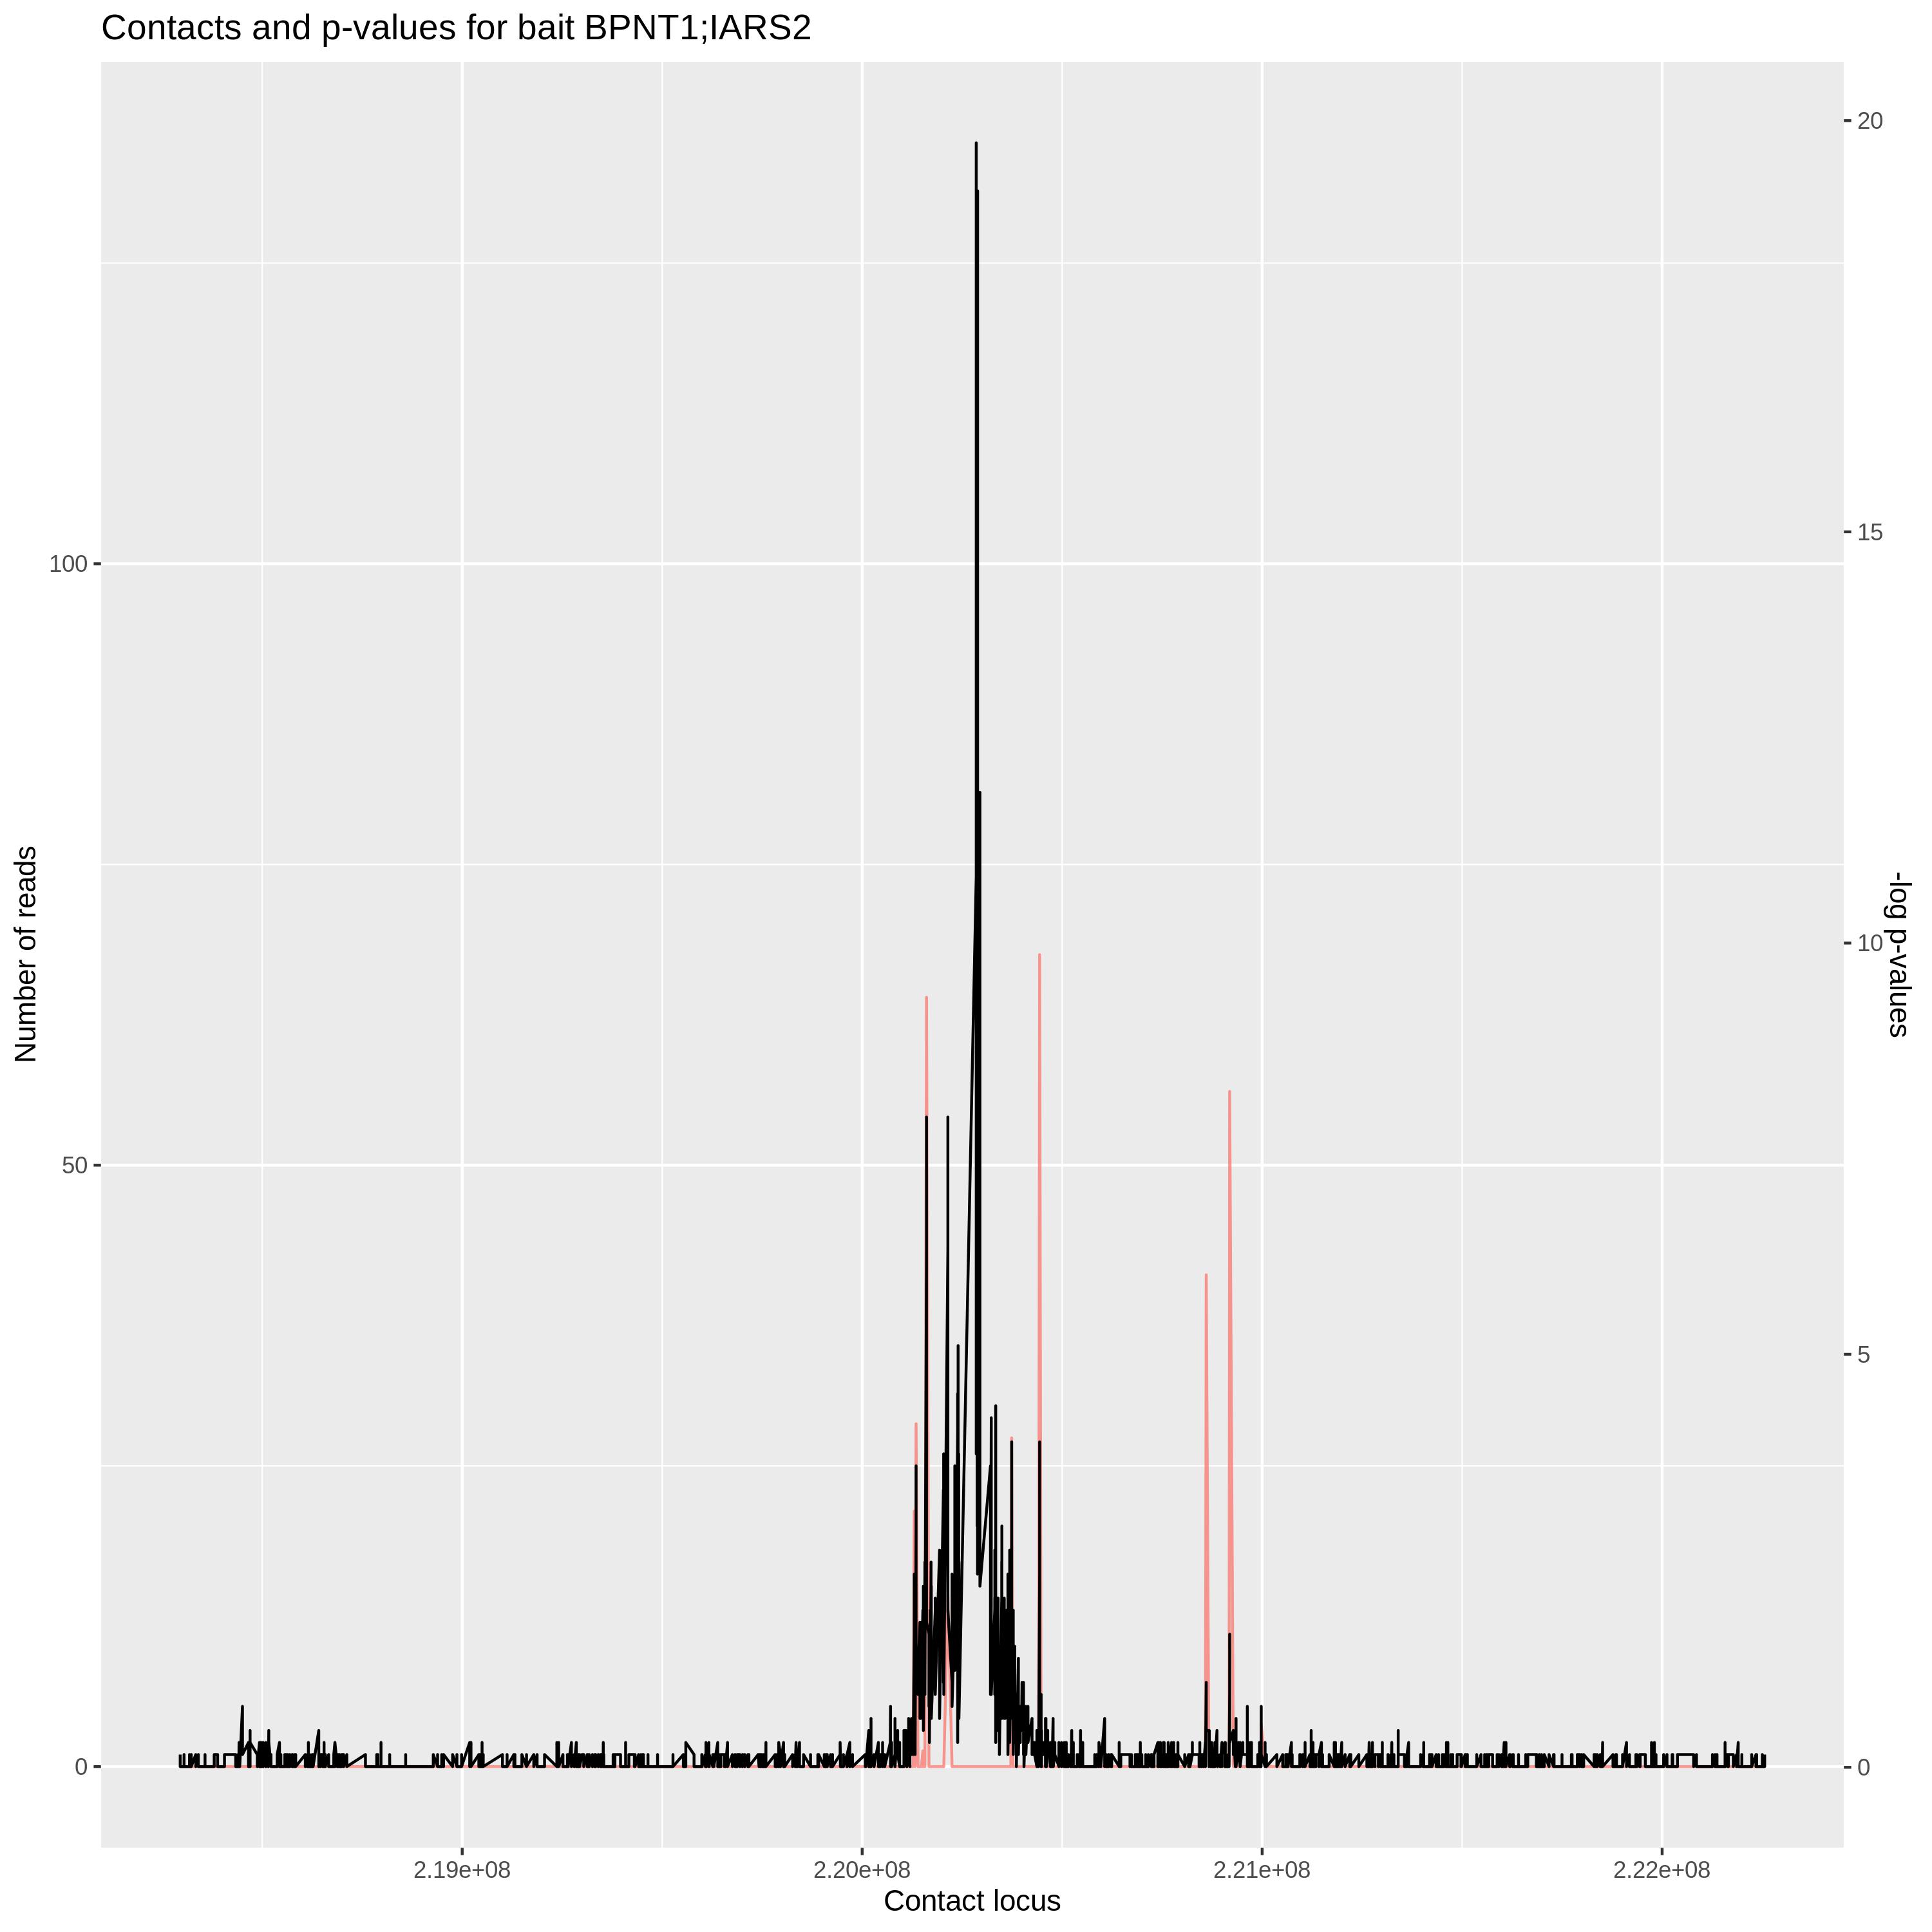 Contacts and p-values for bait BPNT1;IARS2
Number of reads
100
50
0
20
15
10
5
0
-log p-values
2.19e+08
2.20e+08
2.21e+08
2.22e+08
Contact locus